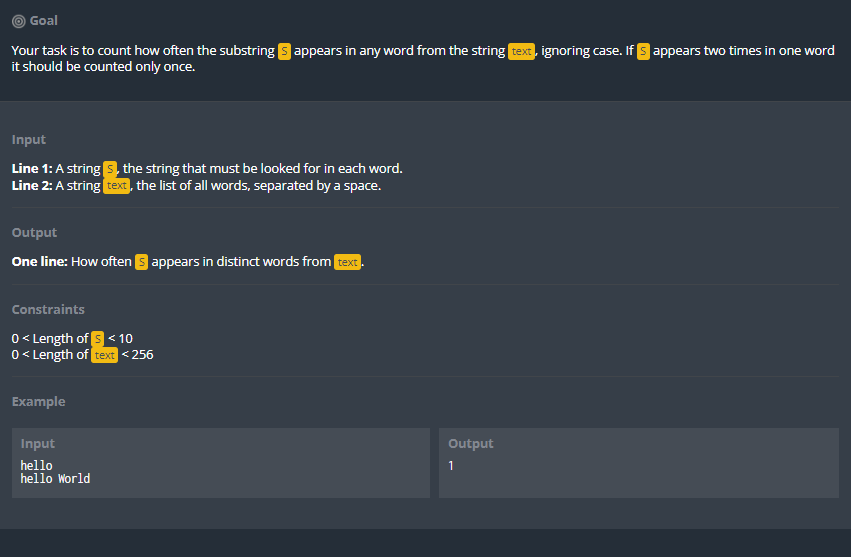 Goal
Your task is to count how often the substring S appears in any word from the string text, ignoring case. If S appears two times in one word
it should be counted only once.
Input
Line 1: A string S, the string that must be looked for in each word.
Line 2: A string text, the list of all words, separated by a space.
Output
One line: How often S appears in distinct words from text.
Constraints
0 < Length of S < 10
0 < Length of text < 256
Example
Input
hello
hello World
Output
1